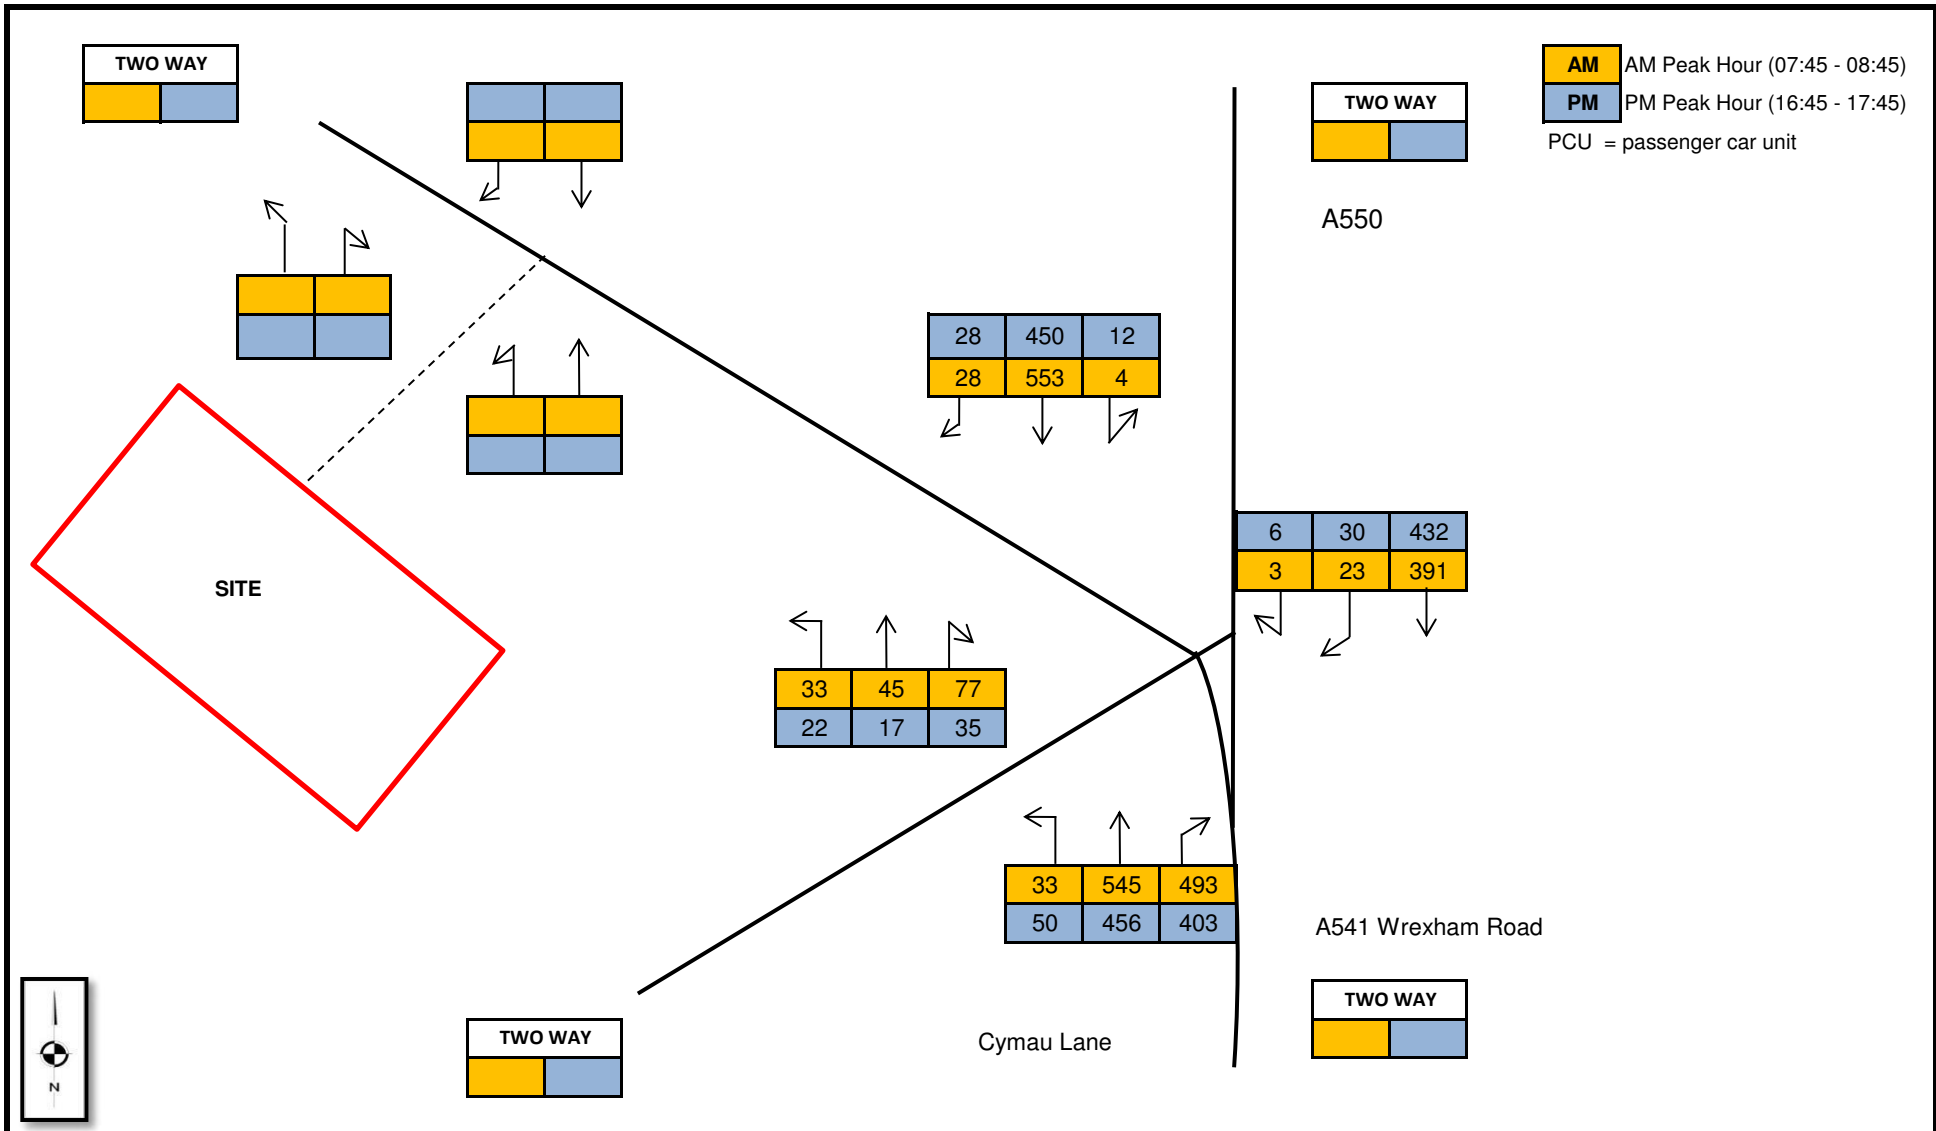 TWO WAY
TWO WAY
AM AM Peak Hour (07:45 - 08:45)
PM PM Peak Hour (16:45 - 17:45)
PCU = passenger car unit
A550
28 450 12
28 553 4
6 30 432
3 23 391
SITE
33 45 77
22 17 35
33 545 493
50 456 403
A541 Wrexham Road
TWO WAY
TWO WAY
Cymau Lane
N